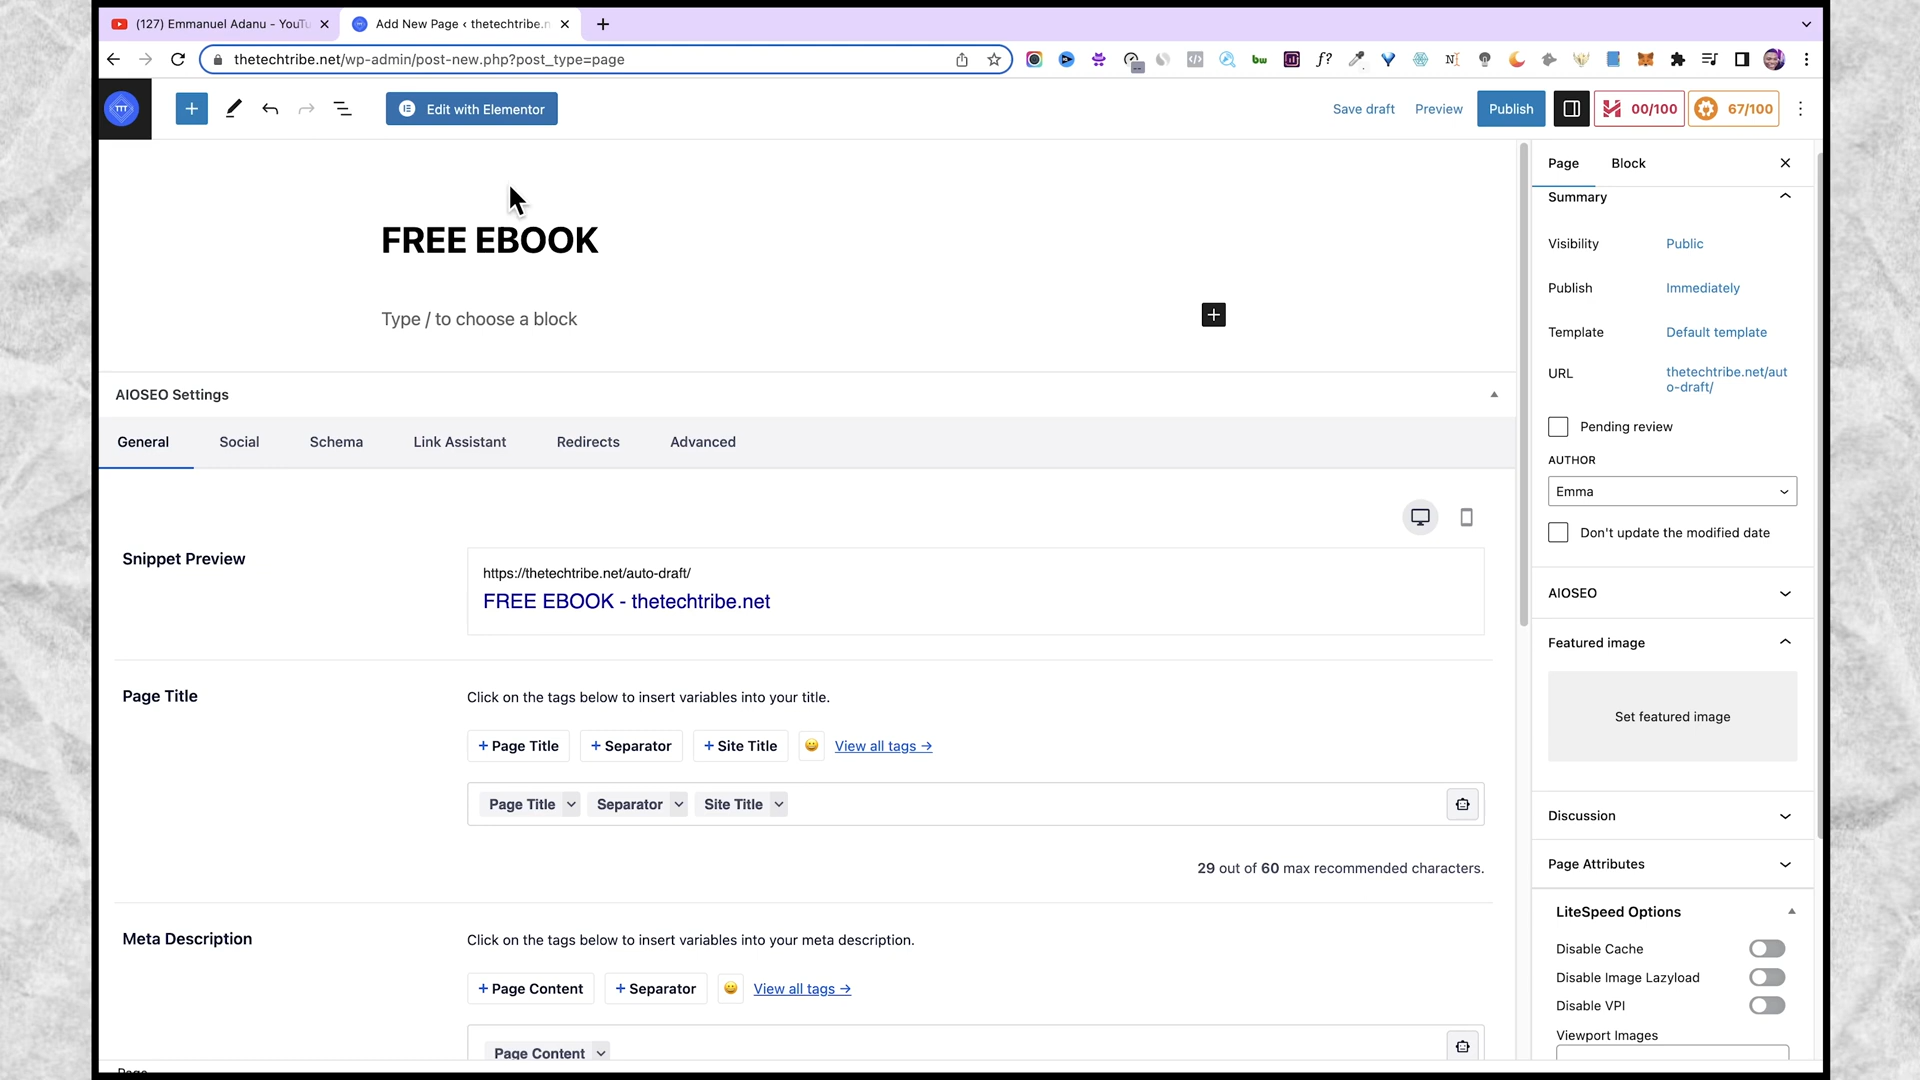 (127) Emmanuel Adanu - YouTu
Add New Page ‹ thetechtribe.n
thetechtribe.net/wp-admin/post-new.php?post_type=page
TTT
Edit with Elementor
Save draft
Preview
Publish
00/100
67/100
FREE EBOOK
Type / to choose a block
AIOSEO Settings
General
Social
Schema
Link Assistant
Redirects
Advanced
Snippet Preview
https://thetechtribe.net/auto-draft/
FREE EBOOK - thetechtribe.net
Page Title
Click on the tags below to insert variables into your title.
+ Page Title
+ Separator
+ Site Title
View all tags →
Page Title
Separator
Site Title
29 out of 60 max recommended characters.
Meta Description
Click on the tags below to insert variables into your meta description.
+ Page Content
+ Separator
View all tags →
Page Content
Page
Page
Block
Summary
Visibility
Public
Publish
Immediately
Template
Default template
URL
thetechtribe.net/aut
o-draft/
Pending review
AUTHOR
Emma
Don't update the modified date
AIOSEO
Featured image
Set featured image
Discussion
Page Attributes
LiteSpeed Options
Disable Cache
Disable Image Lazyload
Disable VPI
Viewport Images